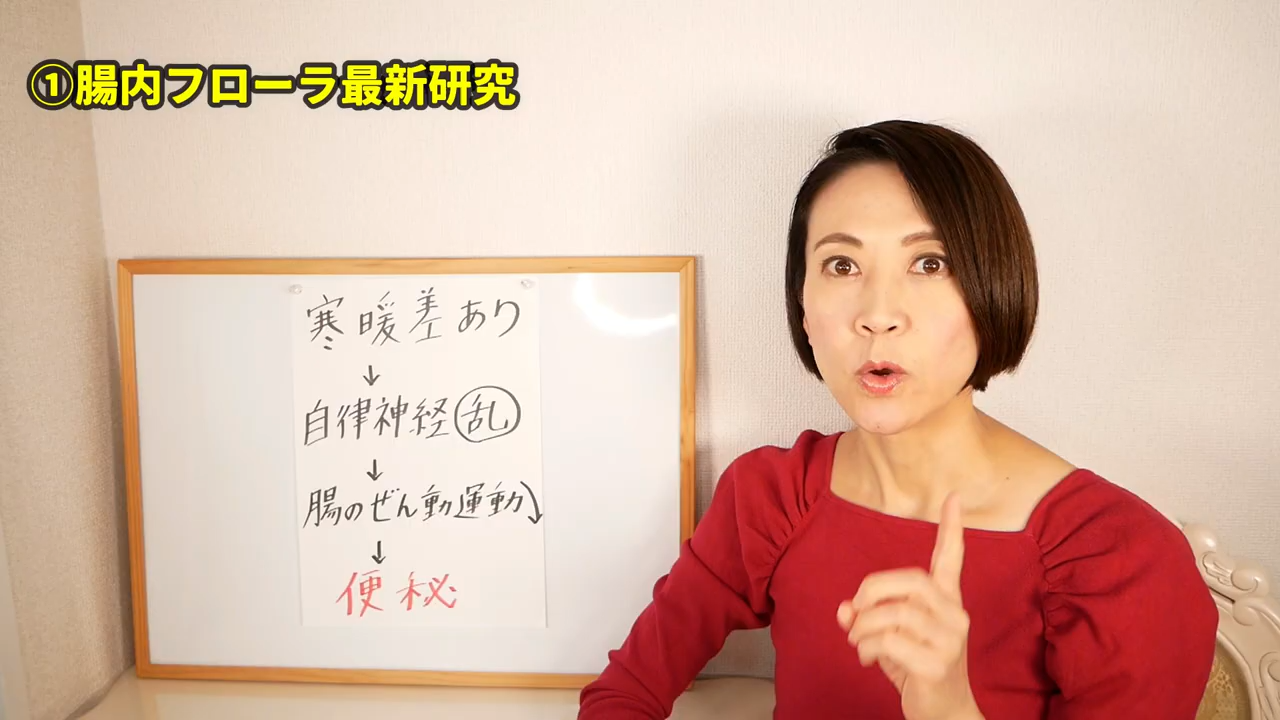 ①腸内フローラ最新研究
寒暖差あり
↓
自律神経乱
↓
腸のぜん動運動⤵
↓
便秘